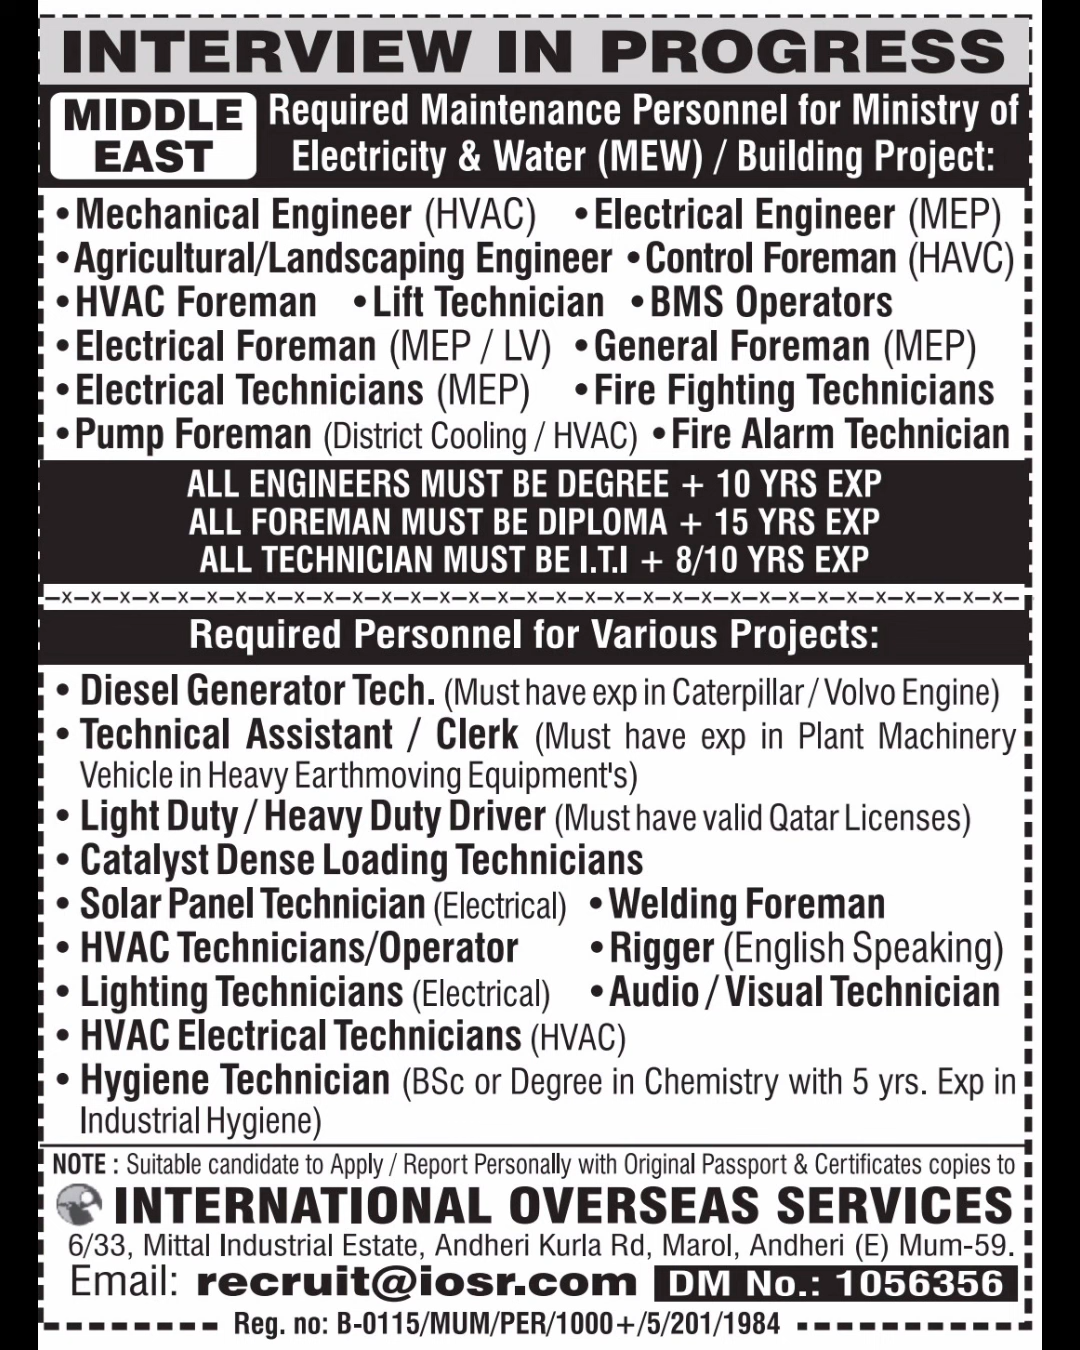 INTERVIEW IN PROGRESS
MIDDLE EAST
Required Maintenance Personnel for Ministry of
Electricity & Water (MEW) / Building Project:
• Mechanical Engineer (HVAC) • Electrical Engineer (MEP)
• Agricultural/Landscaping Engineer • Control Foreman (HAVC)
• HVAC Foreman • Lift Technician • BMS Operators
• Electrical Foreman (MEP / LV) • General Foreman (MEP)
• Electrical Technicians (MEP) • Fire Fighting Technicians
• Pump Foreman (District Cooling / HVAC) • Fire Alarm Technician
ALL ENGINEERS MUST BE DEGREE + 10 YRS EXP
ALL FOREMAN MUST BE DIPLOMA + 15 YRS EXP
ALL TECHNICIAN MUST BE I.T.I + 8/10 YRS EXP
–x–x–x–x–x–x–x–x–x–x–x–x–x–x–x–x–x–x–x–x–x–x–x–x–x–x–x–x–x–x–x–x–x–
Required Personnel for Various Projects:
• Diesel Generator Tech. (Must have exp in Caterpillar / Volvo Engine)
• Technical Assistant / Clerk (Must have exp in Plant Machinery
Vehicle in Heavy Earthmoving Equipment's)
• Light Duty / Heavy Duty Driver (Must have valid Qatar Licenses)
• Catalyst Dense Loading Technicians
• Solar Panel Technician (Electrical) • Welding Foreman
• HVAC Technicians/Operator • Rigger (English Speaking)
• Lighting Technicians (Electrical) • Audio / Visual Technician
• HVAC Electrical Technicians (HVAC)
• Hygiene Technician (BSc or Degree in Chemistry with 5 yrs. Exp in
Industrial Hygiene)
NOTE : Suitable candidate to Apply / Report Personally with Original Passport & Certificates copies to
INTERNATIONAL OVERSEAS SERVICES
6/33, Mittal Industrial Estate, Andheri Kurla Rd, Marol, Andheri (E) Mum-59.
Email: recruit@iosr.com DM No.: 1056356
Reg. no: B-0115/MUM/PER/1000+/5/201/1984